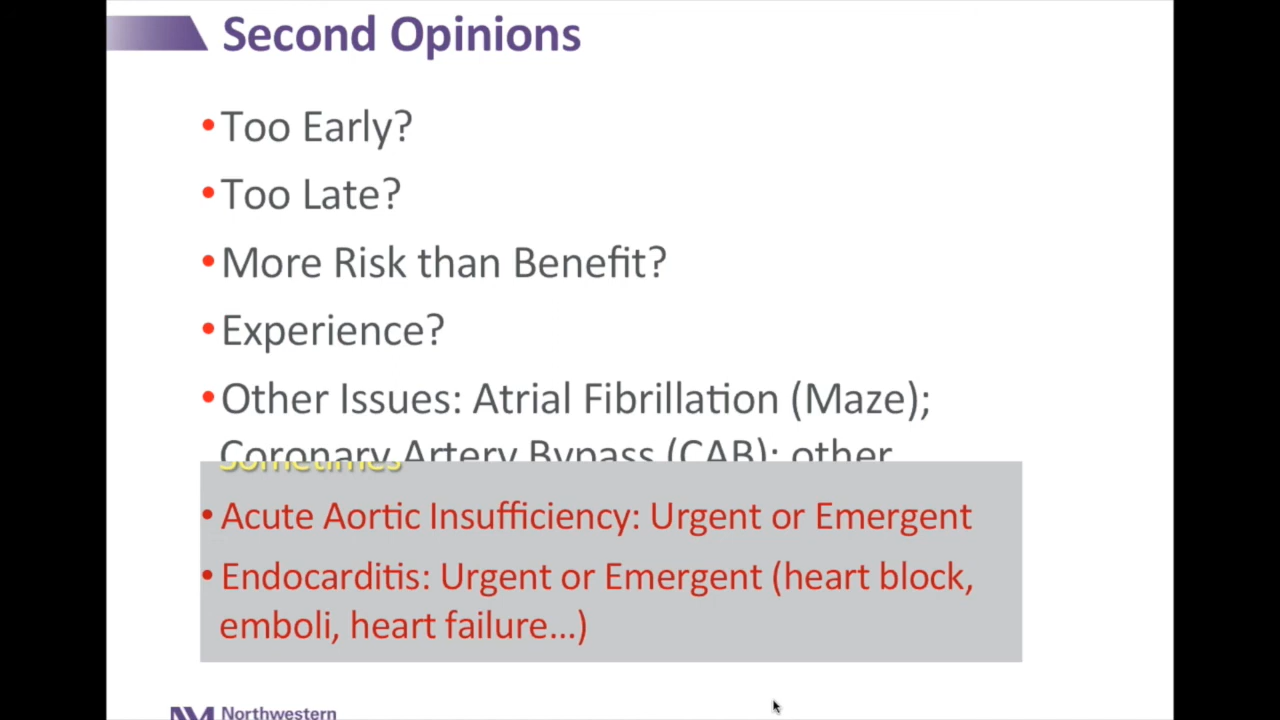 Second Opinions
•Too Early?
•Too Late?
•More Risk than Benefit?
•Experience?
•Other Issues: Atrial Fibrillation (Maze);
Coronary Artery Bypass (CAB); other
Sometimes
•Acute Aortic Insufficiency: Urgent or Emergent
•Endocarditis: Urgent or Emergent (heart block,
emboli, heart failure...)
Northwestern